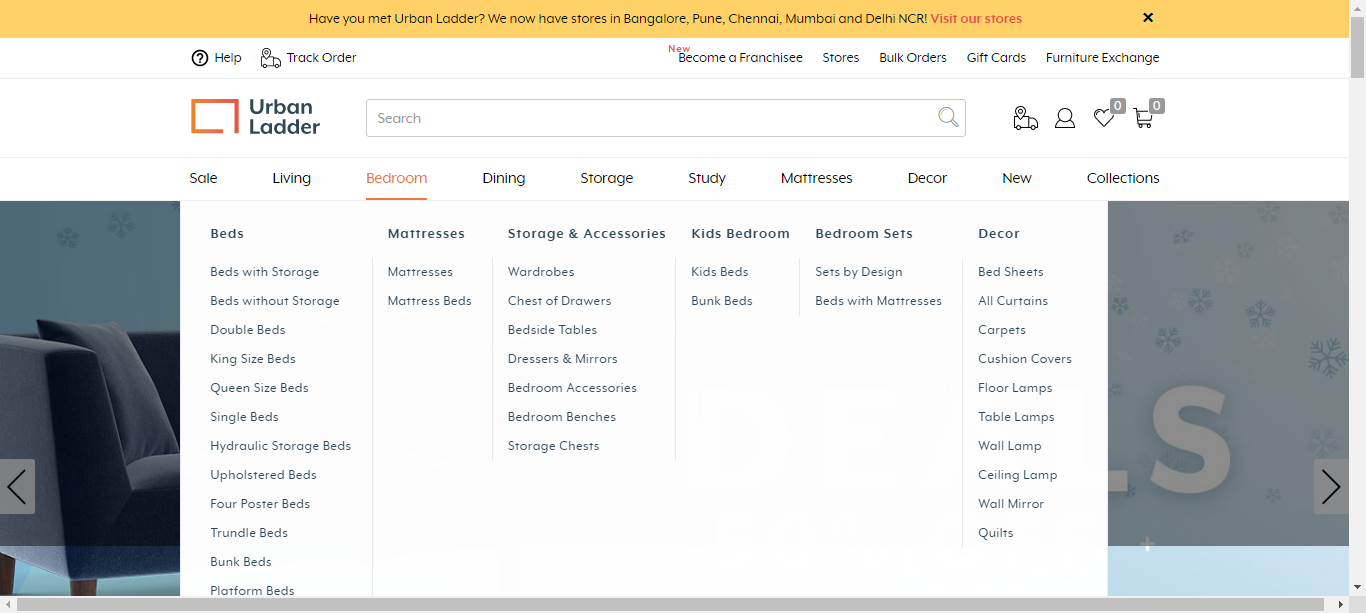 Have you met Urban Ladder? We now have stores in Bangalore, Pune, Chennai, Mumbai and Delhi NCR! Visit our stores
Help
Track Order
New
Become a Franchisee
Stores
Bulk Orders
Gift Cards
Furniture Exchange
Urban
Ladder
Search
0
0
Sale
Living
Bedroom
Dining
Storage
Study
Mattresses
Decor
New
Collections
Beds
Beds with Storage
Beds without Storage
Double Beds
King Size Beds
Queen Size Beds
Single Beds
Hydraulic Storage Beds
Upholstered Beds
Four Poster Beds
Trundle Beds
Bunk Beds
Platform Beds
Mattresses
Mattresses
Mattress Beds
Storage & Accessories
Wardrobes
Chest of Drawers
Bedside Tables
Dressers & Mirrors
Bedroom Accessories
Bedroom Benches
Storage Chests
Kids Bedroom
Kids Beds
Bunk Beds
Bedroom Sets
Sets by Design
Beds with Mattresses
Decor
Bed Sheets
All Curtains
Carpets
Cushion Covers
Floor Lamps
Table Lamps
Wall Lamp
Ceiling Lamp
Wall Mirror
Quilts
DEALS